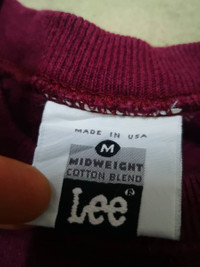 MADE IN USA
M
MIDWEIGHT
COTTON BLEND
Lee®